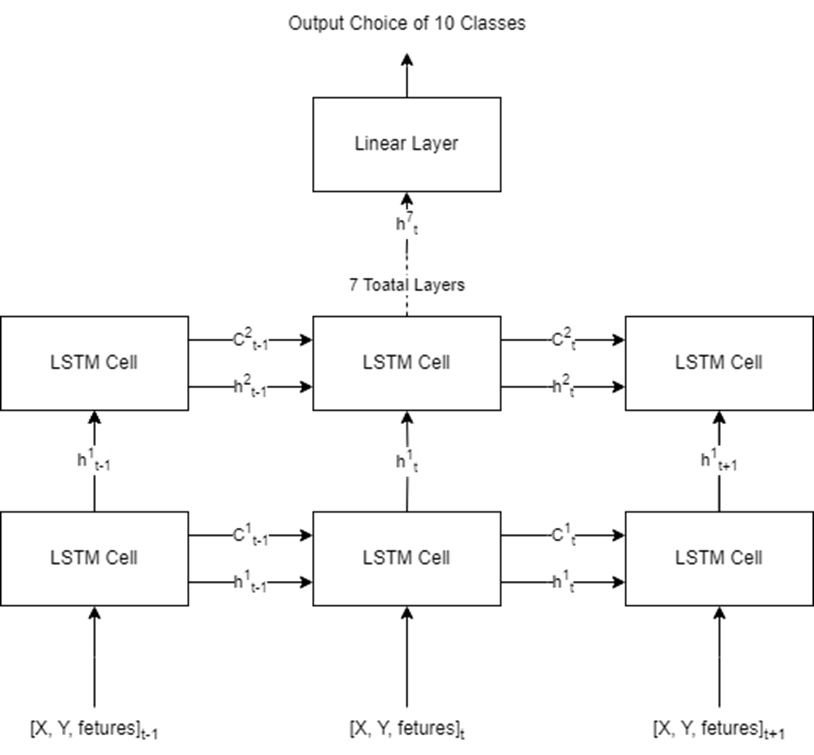 Output Choice of 10 Classes
Linear Layer
h⁷ₜ
7 Toatal Layers
LSTM Cell
C²ₜ₋₁
h²ₜ₋₁
LSTM Cell
C²ₜ
h²ₜ
LSTM Cell
h¹ₜ₋₁
h¹ₜ
h¹ₜ₊₁
LSTM Cell
C¹ₜ₋₁
h¹ₜ₋₁
LSTM Cell
C¹ₜ
h¹ₜ
LSTM Cell
[X, Y, fetures]ₜ₋₁
[X, Y, fetures]ₜ
[X, Y, fetures]ₜ₊₁